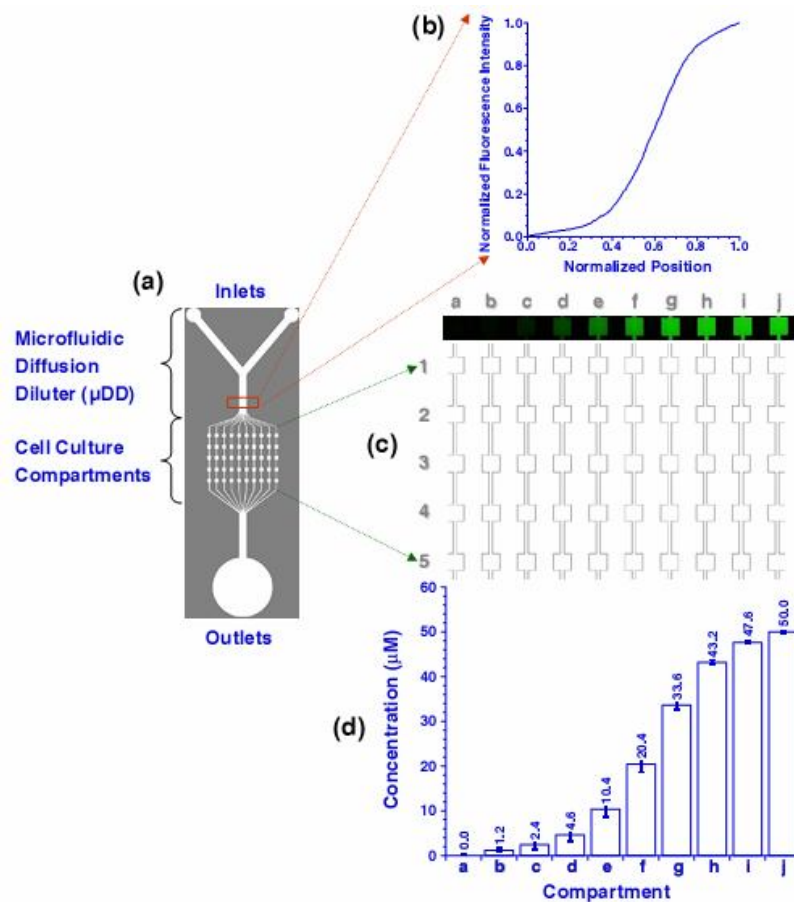 (b)
Normalized Fluorescence Intensity
1.0
0.8
0.6
0.4
0.2
0.0
0.0 0.2 0.4 0.6 0.8 1.0
Normalized Position
(a)
Inlets
Microfluidic
Diffusion
Diluter (µDD)
Cell Culture
Compartments
Outlets
a b c d e f g h i j
(c)
1
2
3
4
5
(d)
Concentration (µM)
60
50
40
30
20
10
0
0.0 1.2 2.4 4.6 10.4 20.4 33.6 43.2 47.6 50.0
a b c d e f g h i j
Compartment